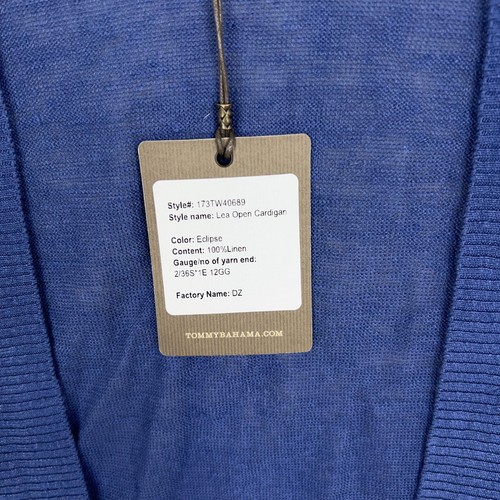 Style#: 173TW40689
Style name: Lea Open Cardigan
Color: Eclipse
Content: 100%Linen
Gauge/no of yarn end:
2/36S*1E 12GG
Factory Name: DZ
TOMMYBAHAMA.COM